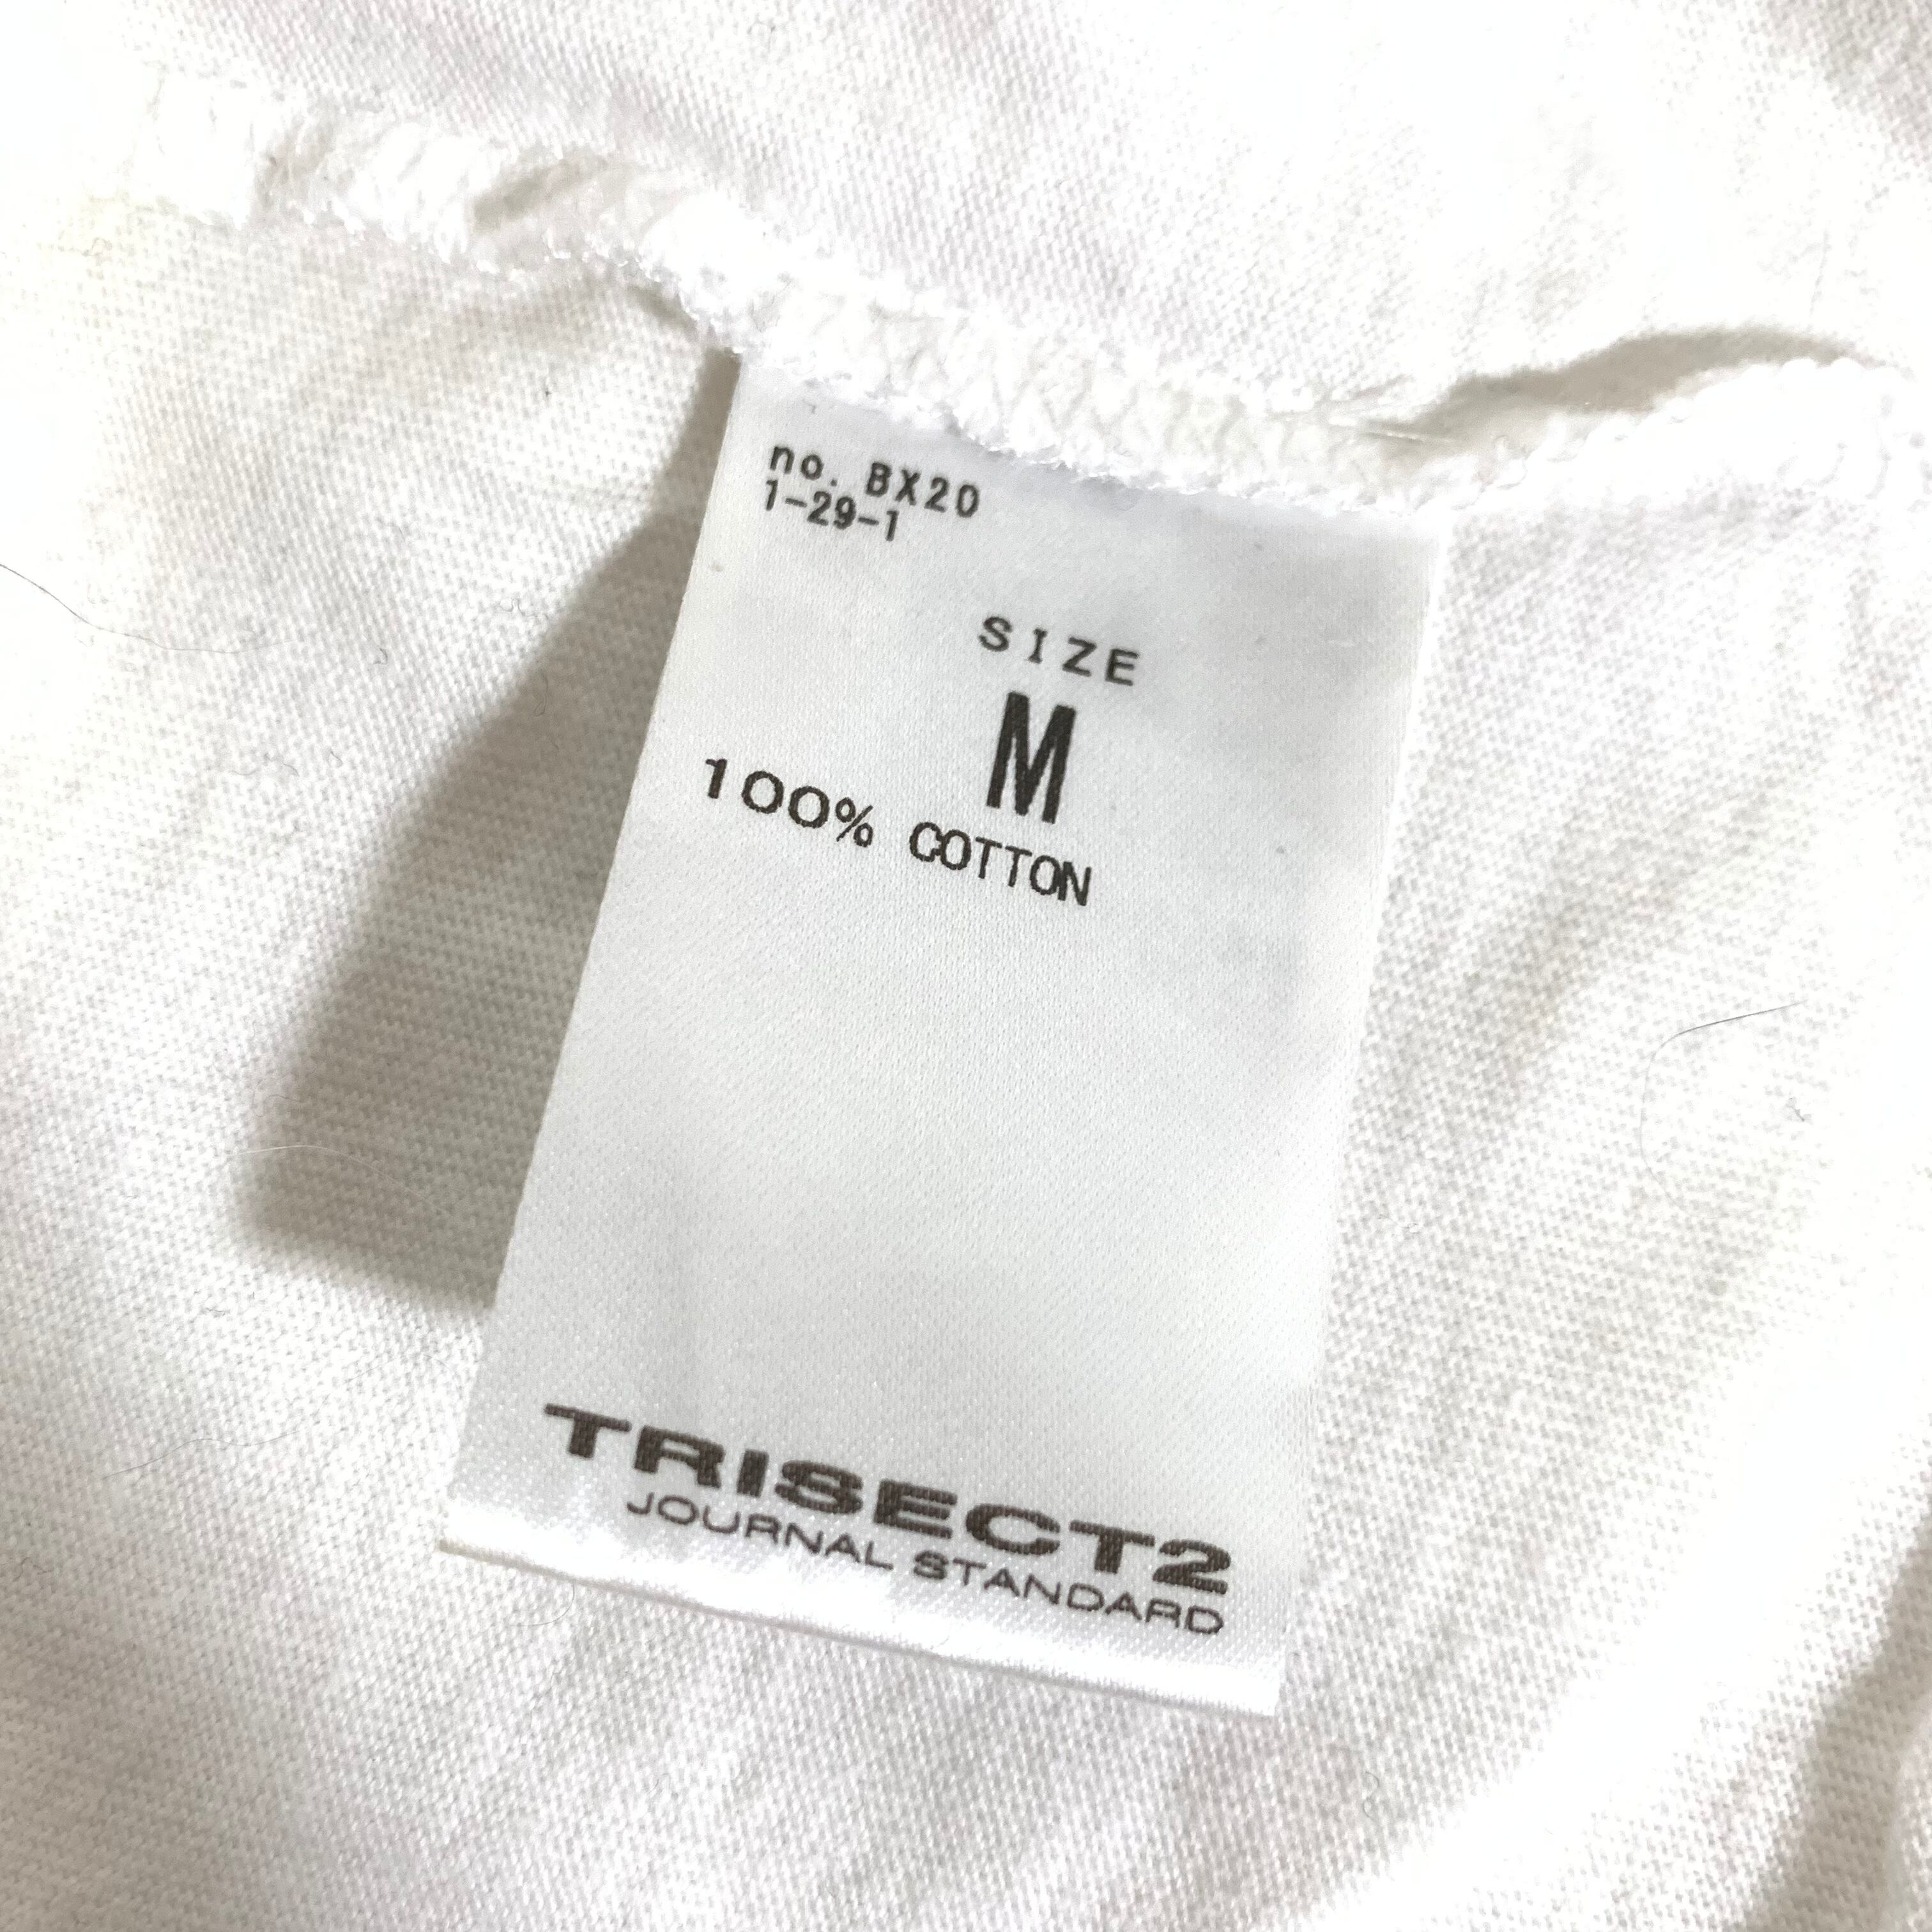 no. BX20
1-29-1
SIZE
M
100% COTTON
TRISECT2
JOURNAL STANDARD